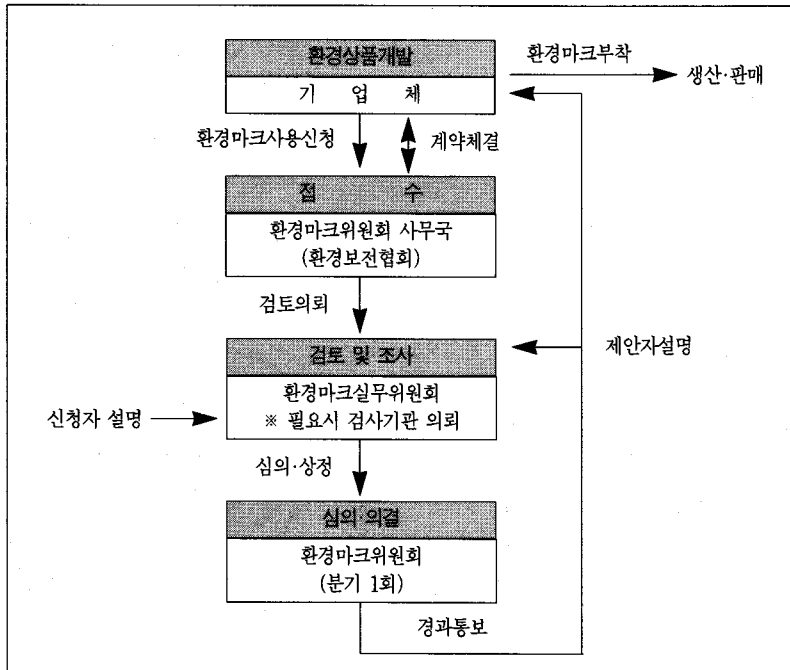 환경상품개발
기 업 체
환경마크부착
생산·판매
환경마크사용신청
계약체결
접 수
환경마크위원회 사무국
(환경보전협회)
검토의뢰
검토 및 조사
제안자설명
환경마크실무위원회
※ 필요시 검사기관 의뢰
신청자 설명
심의·상정
심의·의결
환경마크위원회
(분기 1회)
경과통보